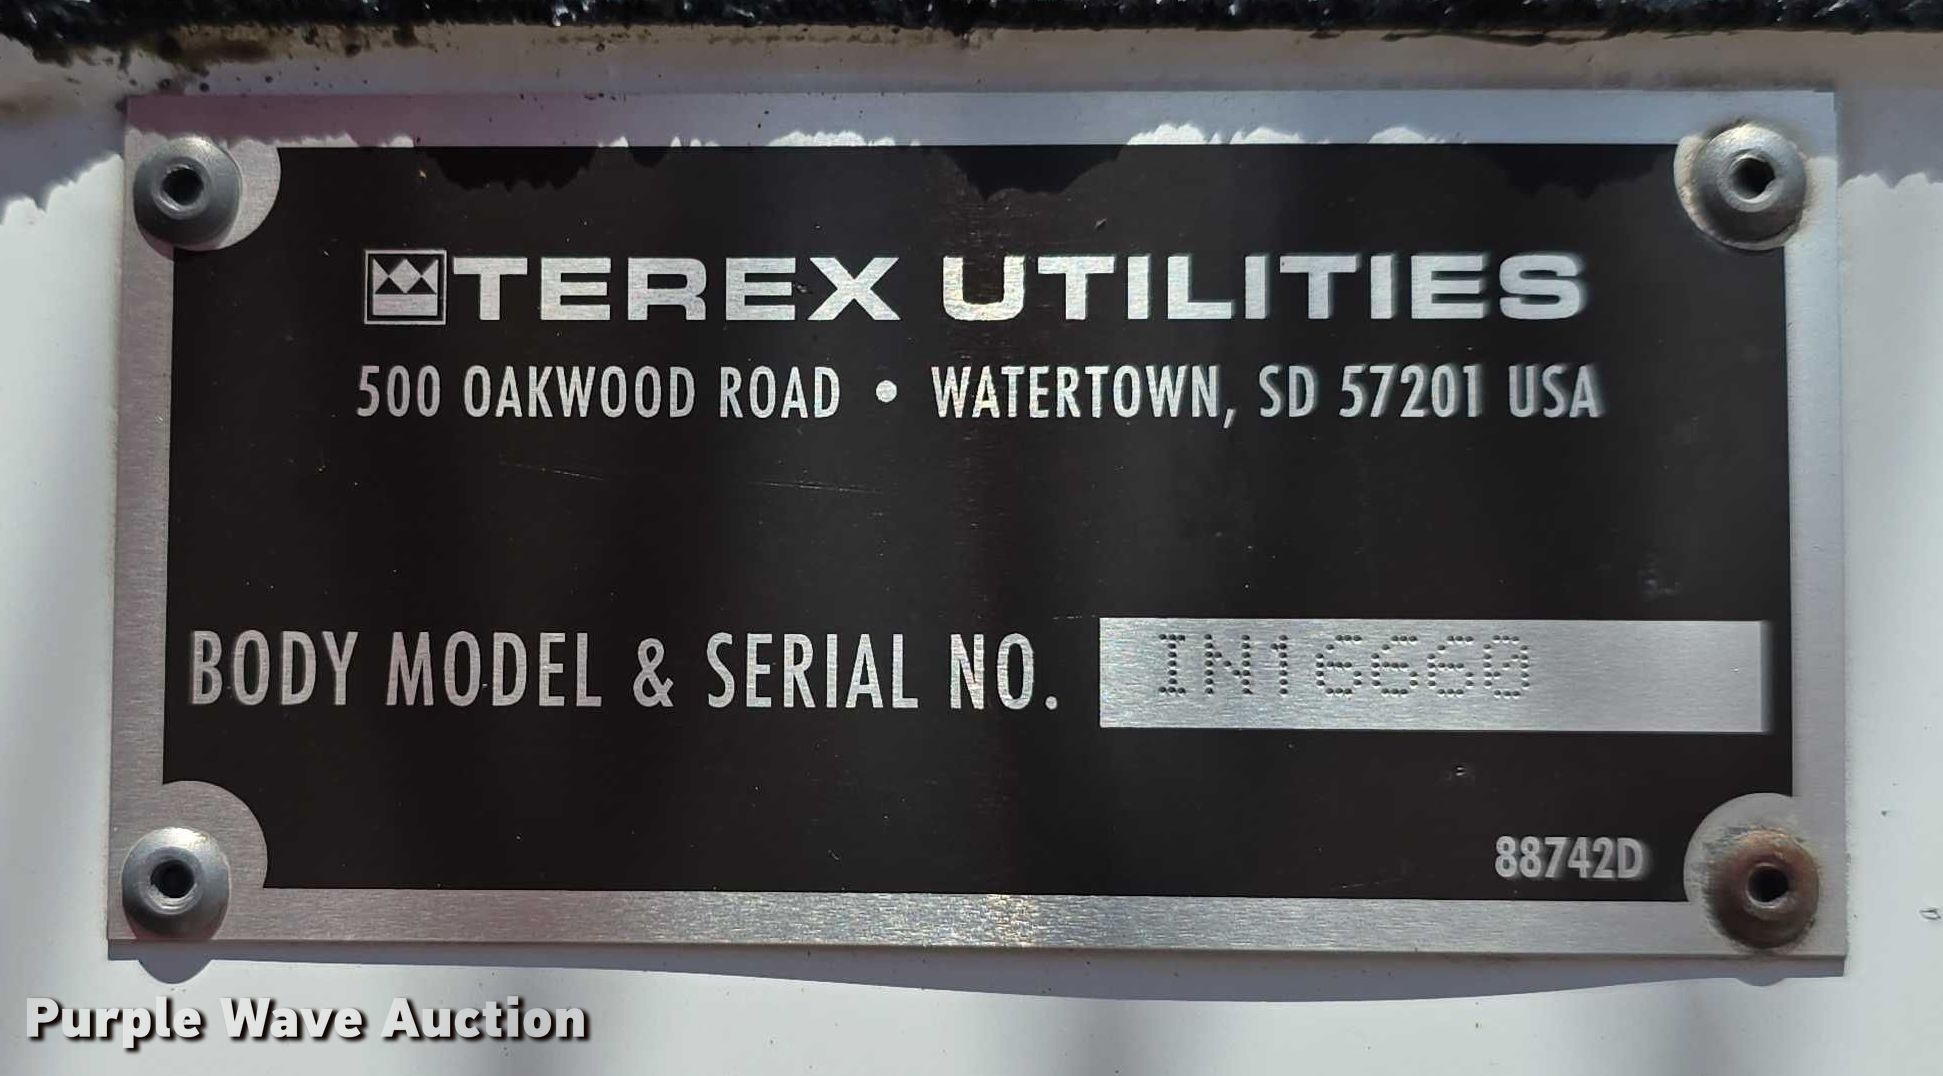 TEREX UTILITIES
500 OAKWOOD ROAD • WATERTOWN, SD 57201 USA
BODY MODEL & SERIAL NO. IN16660
88742D
Purple Wave Auction